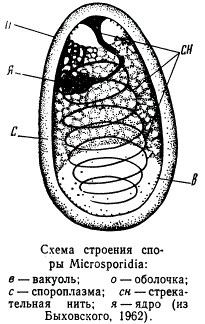 сн
я
с
в
Схема строения спо-
ры Microsporidia:
в — вакуоль; о — оболочка;
с — спороплазма; сн — стрека-
тельная нить; я — ядро (из
Быховского, 1962).